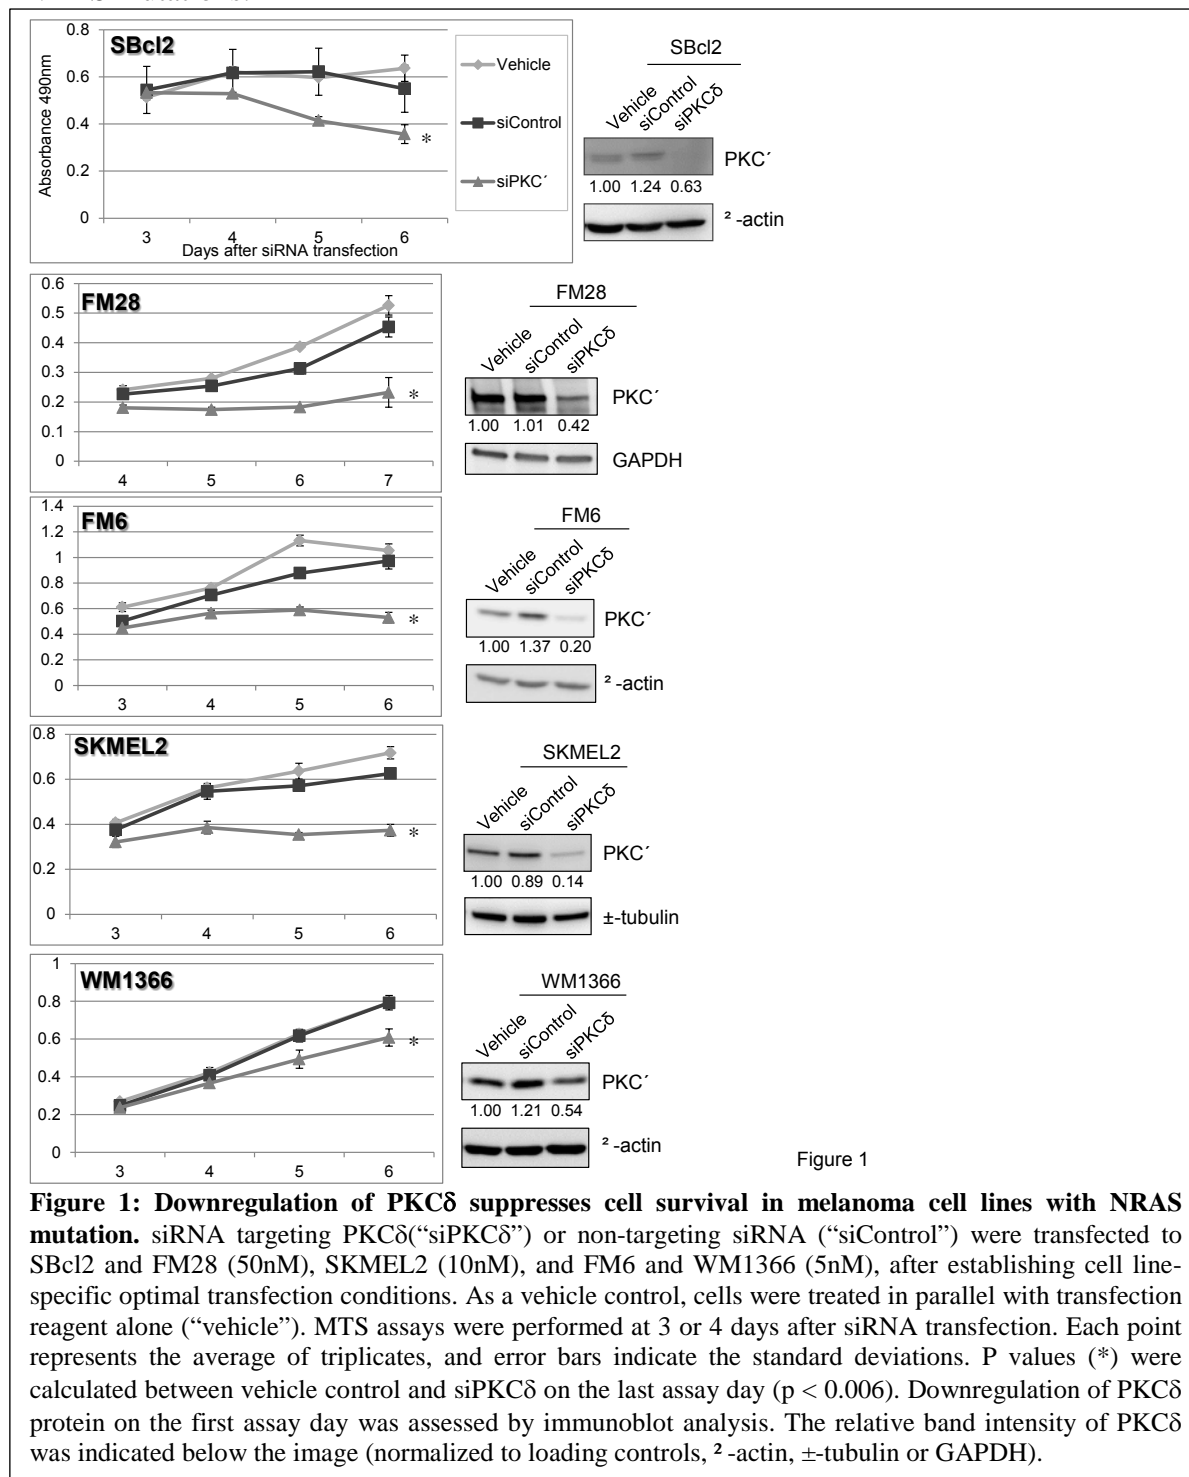 SBcl2
Absorbance 490nm
0.8
0.6
0.4
0.2
0
3 4 5 6
Days after siRNA transfection
*
Vehicle
siControl
siPKC´
SBcl2
Vehicle siControl siPKCδ
PKC´
1.00 1.24 0.63
² -actin
FM28
0.6
0.5
0.4
0.3
0.2
0.1
0
4 5 6 7
*
FM28
Vehicle siControl siPKCδ
PKC´
1.00 1.01 0.42
GAPDH
FM6
1.4
1.2
1
0.8
0.6
0.4
0.2
0
3 4 5 6
*
FM6
Vehicle siControl siPKCδ
PKC´
1.00 1.37 0.20
² -actin
SKMEL2
0.8
0.6
0.4
0.2
0
3 4 5 6
*
SKMEL2
Vehicle siControl siPKCδ
PKC´
1.00 0.89 0.14
±-tubulin
WM1366
1
0.8
0.6
0.4
0.2
0
3 4 5 6
*
WM1366
Vehicle siControl siPKCδ
PKC´
1.00 1.21 0.54
² -actin
Figure 1
Figure 1: Downregulation of PKCδ suppresses cell survival in melanoma cell lines with NRAS
mutation. siRNA targeting PKCδ(“siPKCδ”) or non-targeting siRNA (“siControl”) were transfected to
SBcl2 and FM28 (50nM), SKMEL2 (10nM), and FM6 and WM1366 (5nM), after establishing cell line-
specific optimal transfection conditions. As a vehicle control, cells were treated in parallel with transfection
reagent alone (“vehicle”). MTS assays were performed at 3 or 4 days after siRNA transfection. Each point
represents the average of triplicates, and error bars indicate the standard deviations. P values (*) were
calculated between vehicle control and siPKCδ on the last assay day (p < 0.006). Downregulation of PKCδ
protein on the first assay day was assessed by immunoblot analysis. The relative band intensity of PKCδ
was indicated below the image (normalized to loading controls, ² -actin, ±-tubulin or GAPDH).